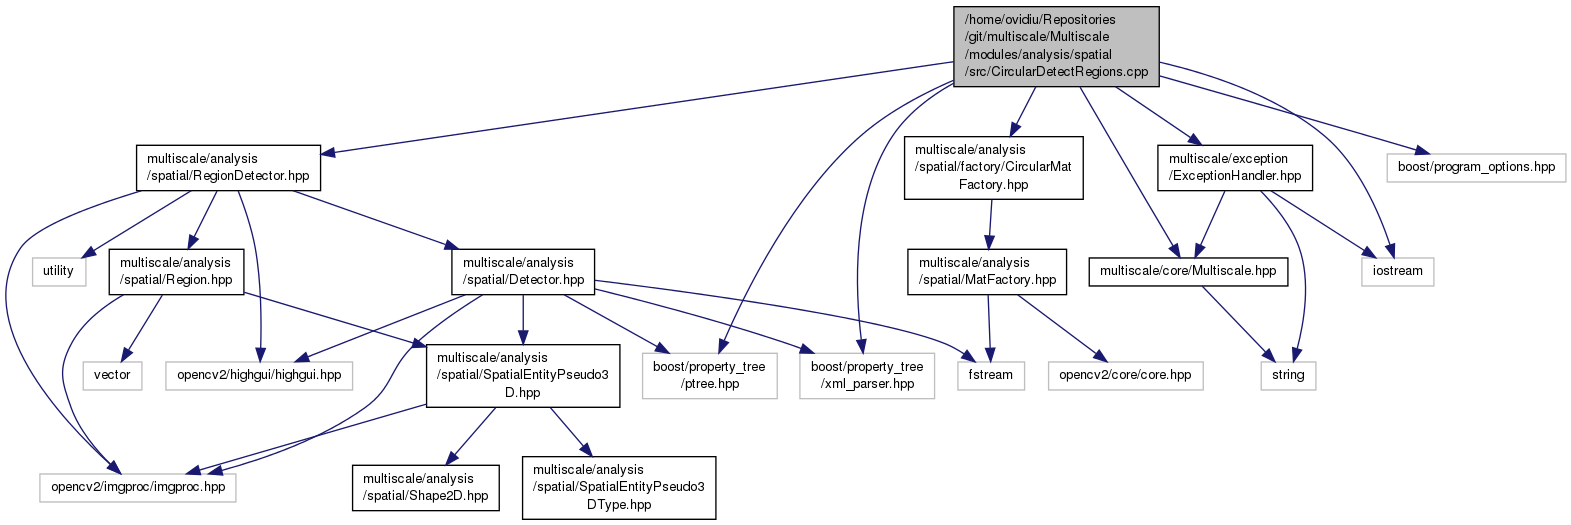 /home/ovidiu/Repositories
/git/multiscale/Multiscale
/modules/analysis/spatial
/src/CircularDetectRegions.cpp
multiscale/analysis
/spatial/RegionDetector.hpp
multiscale/analysis
/spatial/factory/CircularMat
Factory.hpp
multiscale/exception
/ExceptionHandler.hpp
boost/program_options.hpp
utility
multiscale/analysis
/spatial/Region.hpp
multiscale/analysis
/spatial/Detector.hpp
multiscale/analysis
/spatial/MatFactory.hpp
multiscale/core/Multiscale.hpp
iostream
vector
opencv2/highgui/highgui.hpp
multiscale/analysis
/spatial/SpatialEntityPseudo3
D.hpp
boost/property_tree
/ptree.hpp
boost/property_tree
/xml_parser.hpp
fstream
opencv2/core/core.hpp
string
opencv2/imgproc/imgproc.hpp
multiscale/analysis
/spatial/Shape2D.hpp
multiscale/analysis
/spatial/SpatialEntityPseudo3
DType.hpp